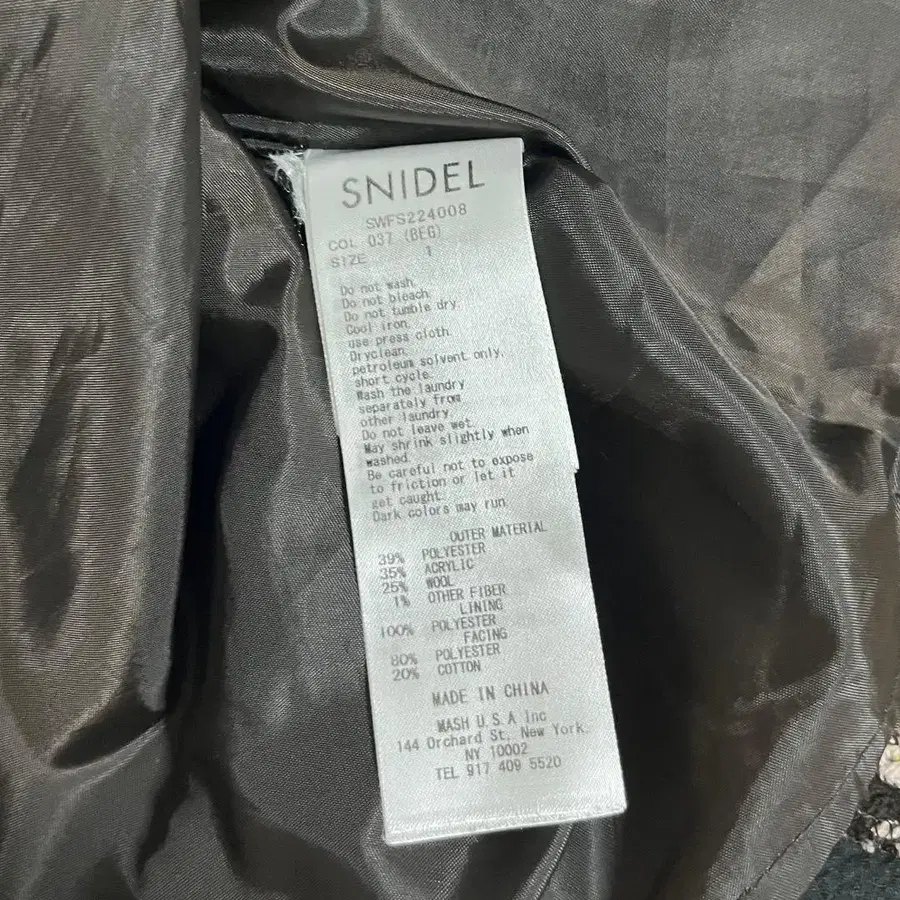 SNIDEL
SWFS224008
COL 037 (BEG)
SIZE 1
Do not wash.
Do not bleach.
Do not tumble dry.
Cool iron.
use press cloth.
Dryclean.
petroleum solvent only.
short cycle.
Wash the laundry
separately from
other laundry.
Do not leave wet.
May shrink slightly when
washed.
Be careful not to expose
to friction or let it
get caught.
Dark colors may run.
OUTER MATERIAL
39% POLYESTER
35% ACRYLIC
25% WOOL
1% OTHER FIBER
LINING
100% POLYESTER
FACING
80% POLYESTER
20% COTTON
MADE IN CHINA
MASH U.S.A Inc
144 Orchard St, New York.
NY 10002
TEL 917 409 5520